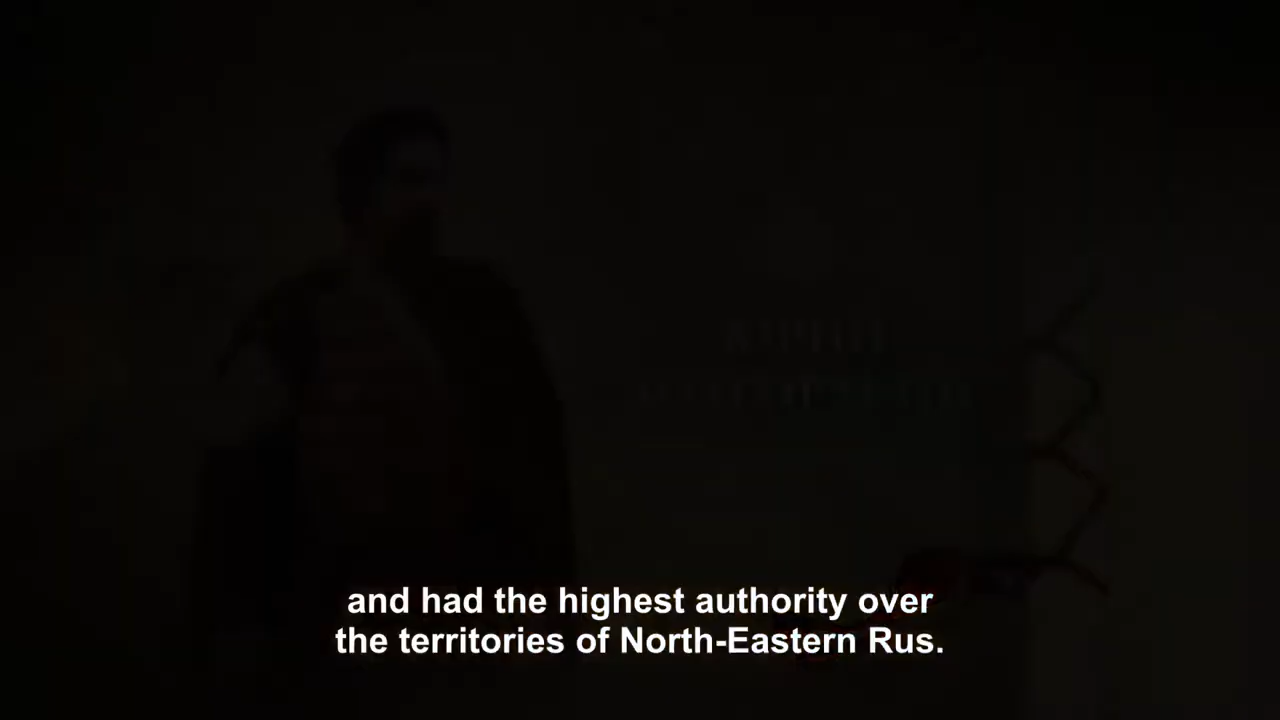 and had the highest authority over
the territories of North-Eastern Rus.